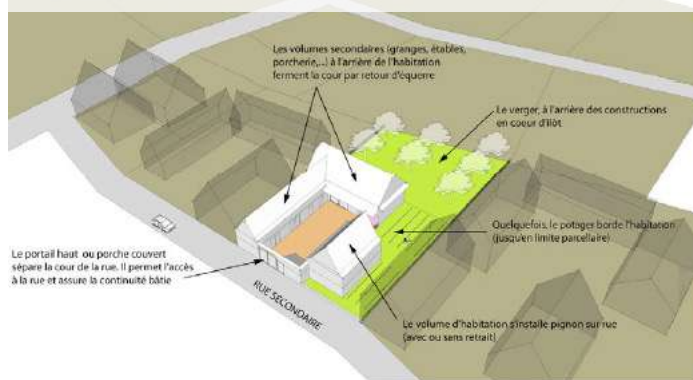 Les volumes secondaires (granges, étables,
porcherie,...) à l'arrière de l'habitation
ferment la cour par retour d'équerre
Le verger, à l'arrière des constructions
en coeur d'îlôt
Quelquefois, le potager borde l'habitation
(jusqu'en limite parcellaire)
Le portail haut ou porche couvert
sépare la cour de la rue. Il permet l'accès
à la rue et assure la continuité bâtie
RUE SECONDAIRE
Le volume d'habitation s'installe pignon sur rue
(avec ou sans retrait)